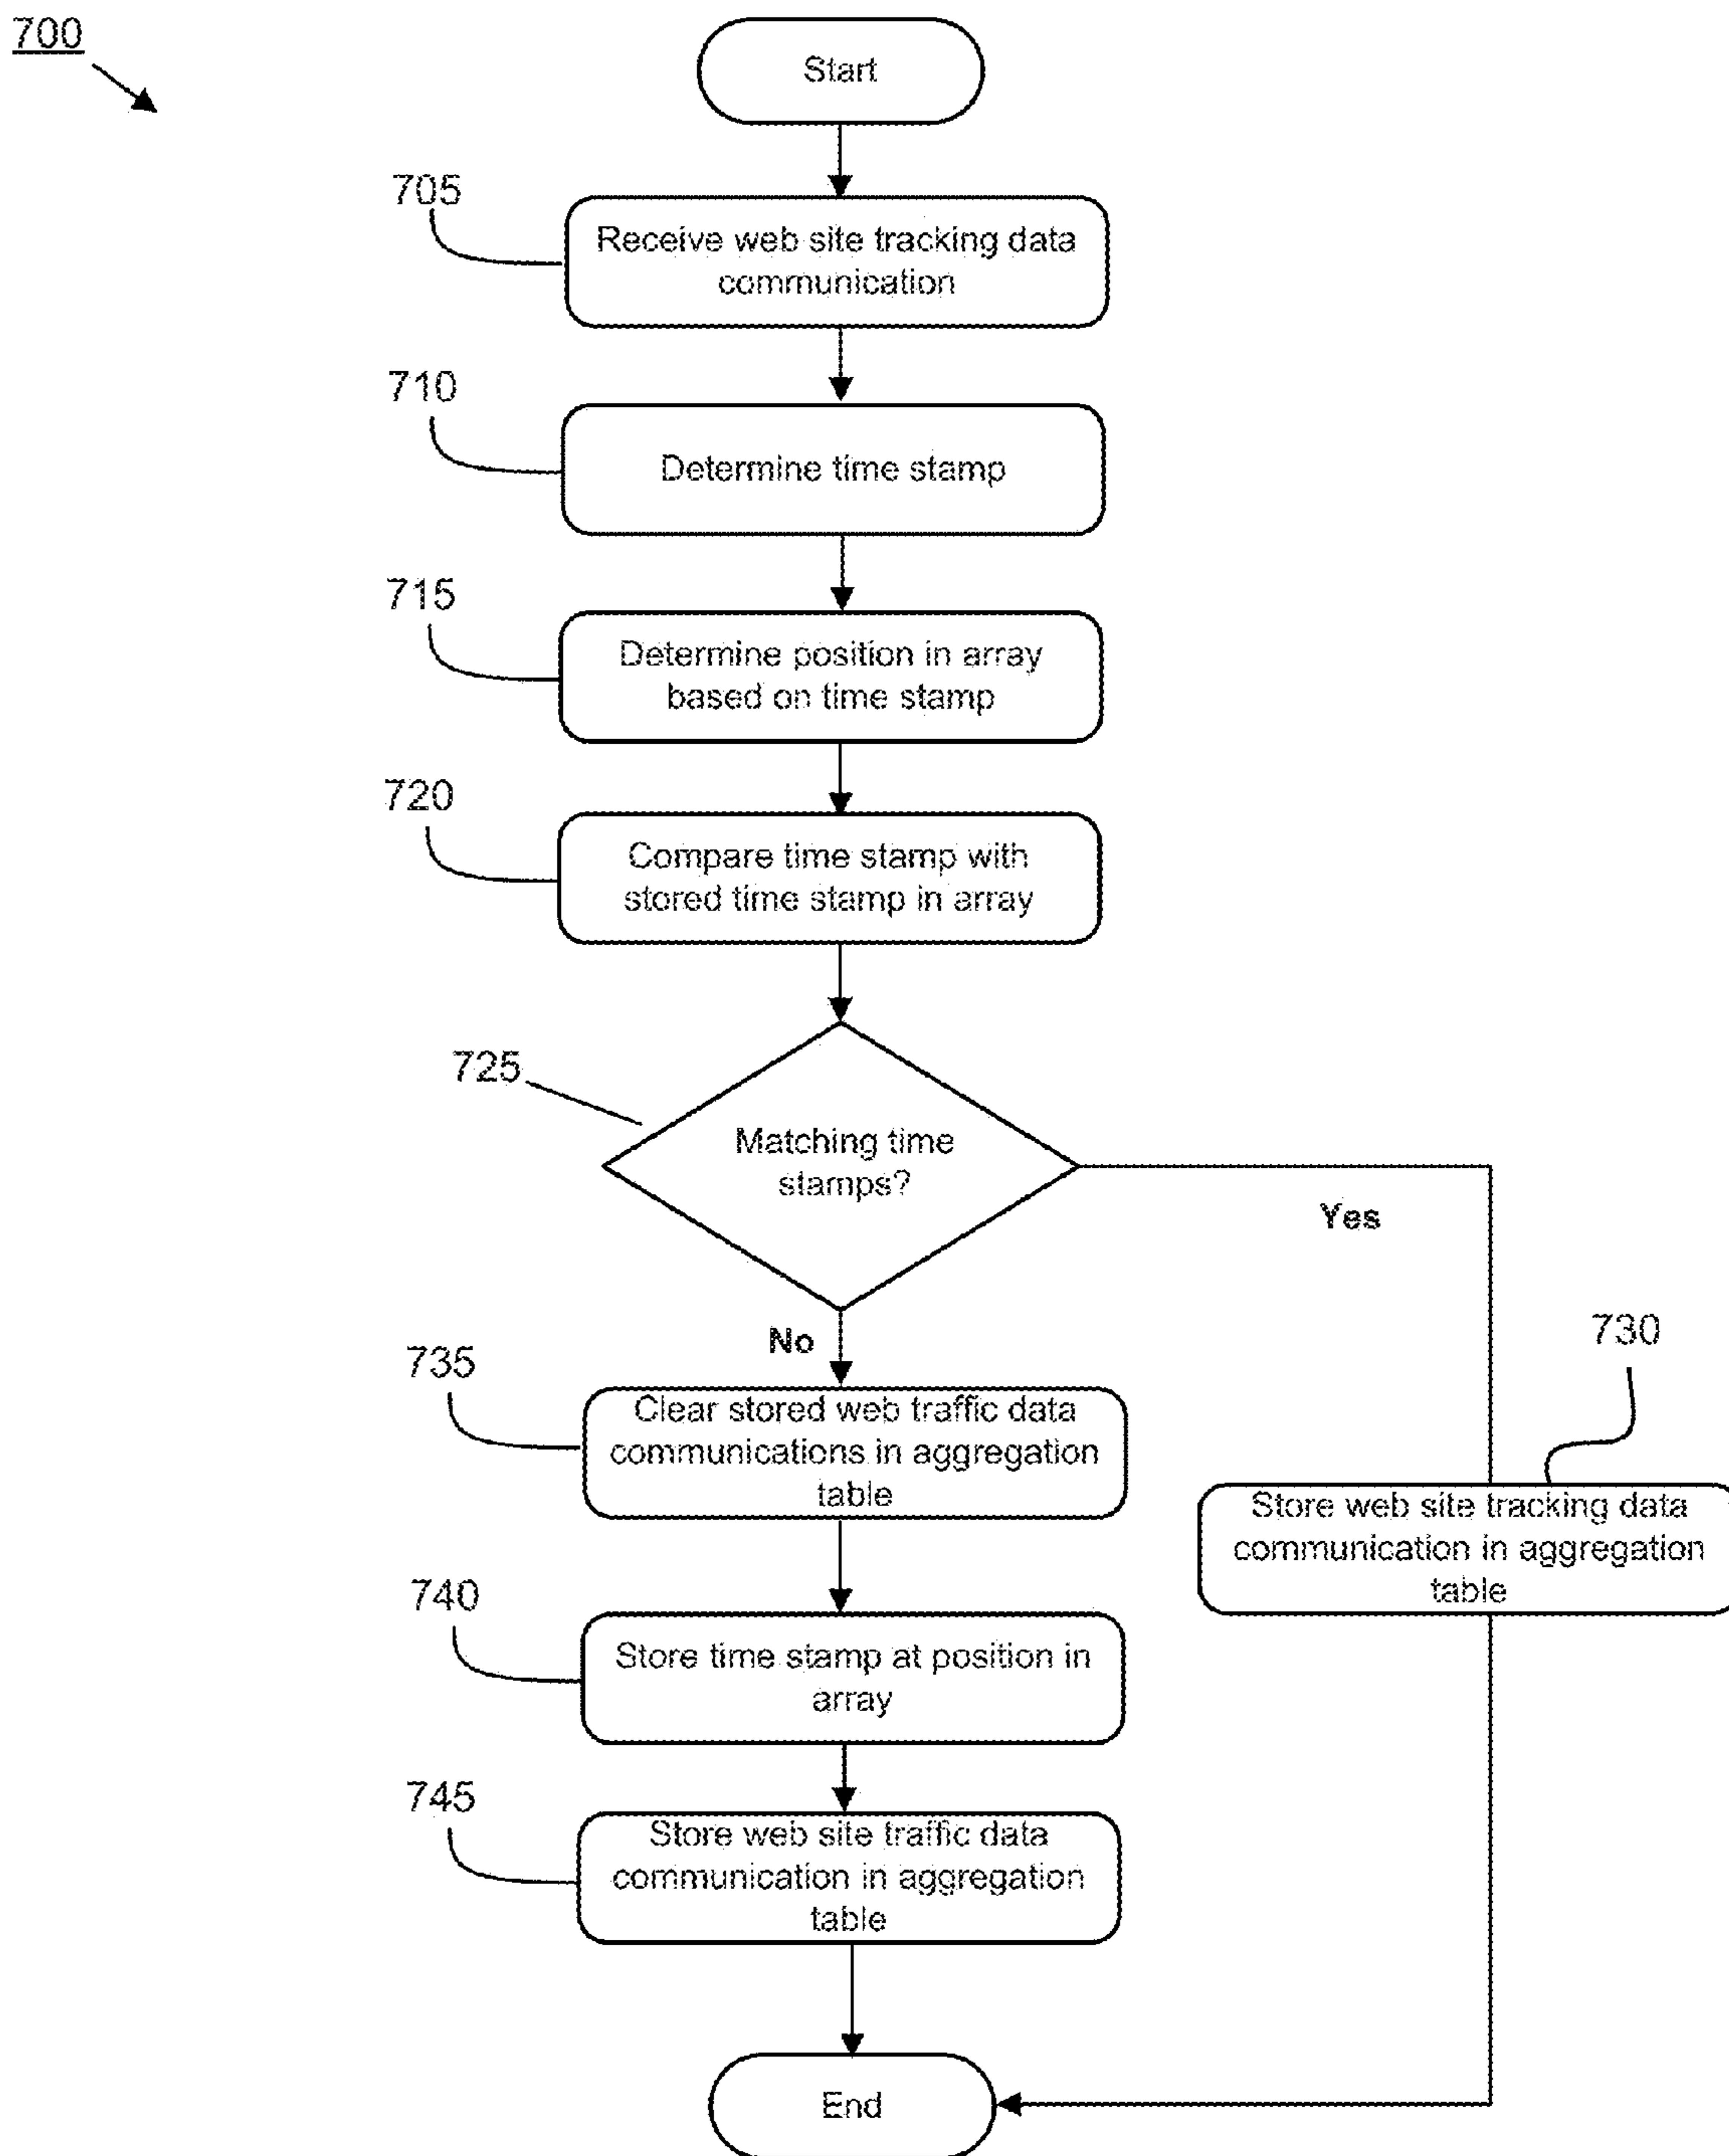 700
Start
705
Receive web site tracking data
communication
710
Determine time stamp
715
Determine position in array
based on time stamp
720
Compare time stamp with
stored time stamp in array
725
Matching time
stamps?
Yes
No
730
735
Clear stored web traffic data
communications in aggregation
table
Store web site tracking data
communication in aggregation
table
740
Store time stamp at position in
array
745
Store web site traffic data
communication in aggregation
table
End